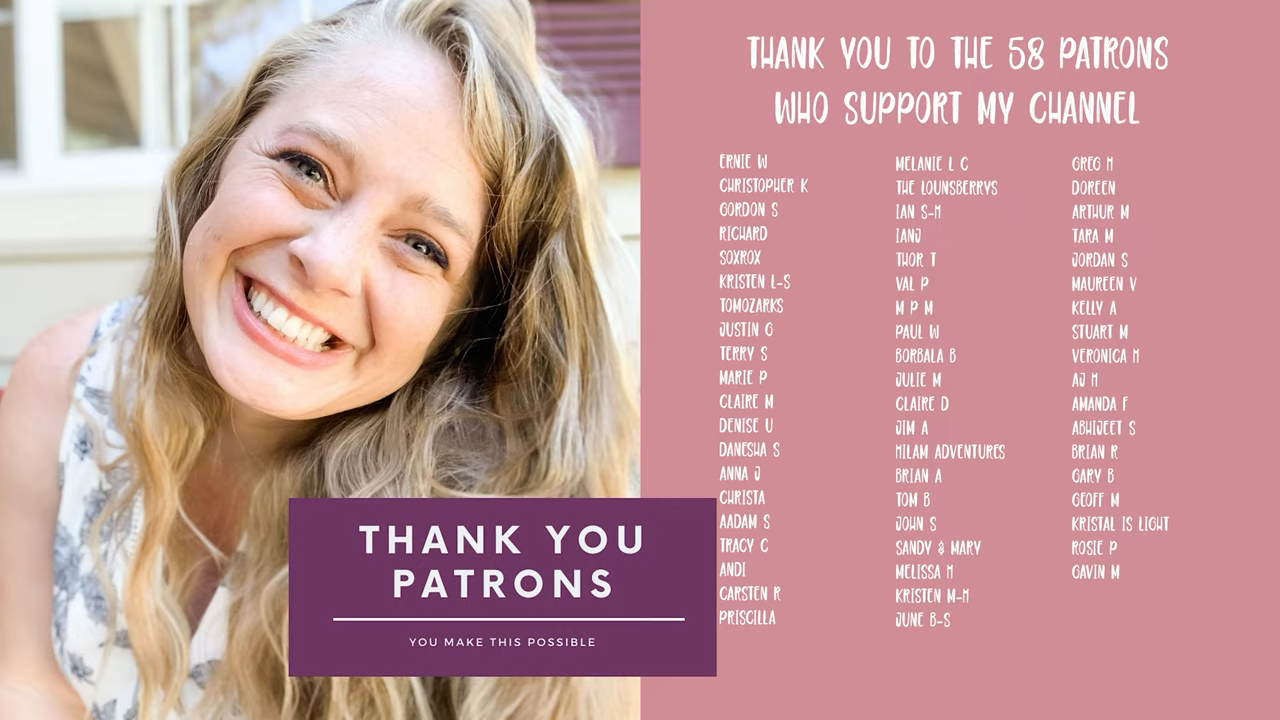 THANK YOU TO THE 58 PATRONS
WHO SUPPORT MY CHANNEL
ERNIE W
CHRISTOPHER K
GORDON S
RICHARD
SOXROX
KRISTEN L-S
TOMOZARKS
JUSTIN G
TERRY S
MARIE P
CLAIRE M
DENISE U
DANESHA S
ANNA J
CHRISTA
AADAM S
TRACY C
ANDI
CARSTEN R
PRISCILLA
MELANIE L C
THE LOUNSBERRYS
IAN S-H
IANJ
THOR T
VAL P
M P M
PAUL W
BORBALA B
JULIE M
CLAIRE D
JIM A
HILAM ADVENTURES
BRIAN A
TOM B
JOHN S
SANDY & MARY
MELISSA H
KRISTEN M-H
JUNE B-S
GREG H
DOREEN
ARTHUR M
TARA M
JORDAN S
MAUREEN V
KELLY A
STUART M
VERONICA H
AJ H
AMANDA F
ABHIJEET S
BRIAN R
GARY B
GEOFF M
KRISTAL IS LIGHT
ROSIE P
GAVIN M
THANK YOU
PATRONS
YOU MAKE THIS POSSIBLE